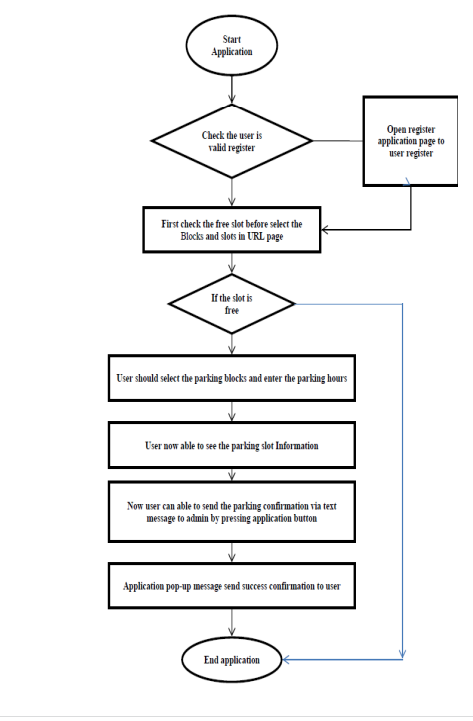 Start
Application
Check the user is
valid register
Open register
application page to
user register
First check the free slot before select the
Blocks and slots in URL page
If the slot is
free
User should select the parking blocks and enter the parking hours
User now able to see the parking slot Information
Now user can able to send the parking confirmation via text
message to admin by pressing application button
Application pop-up message send success confirmation to user
End application